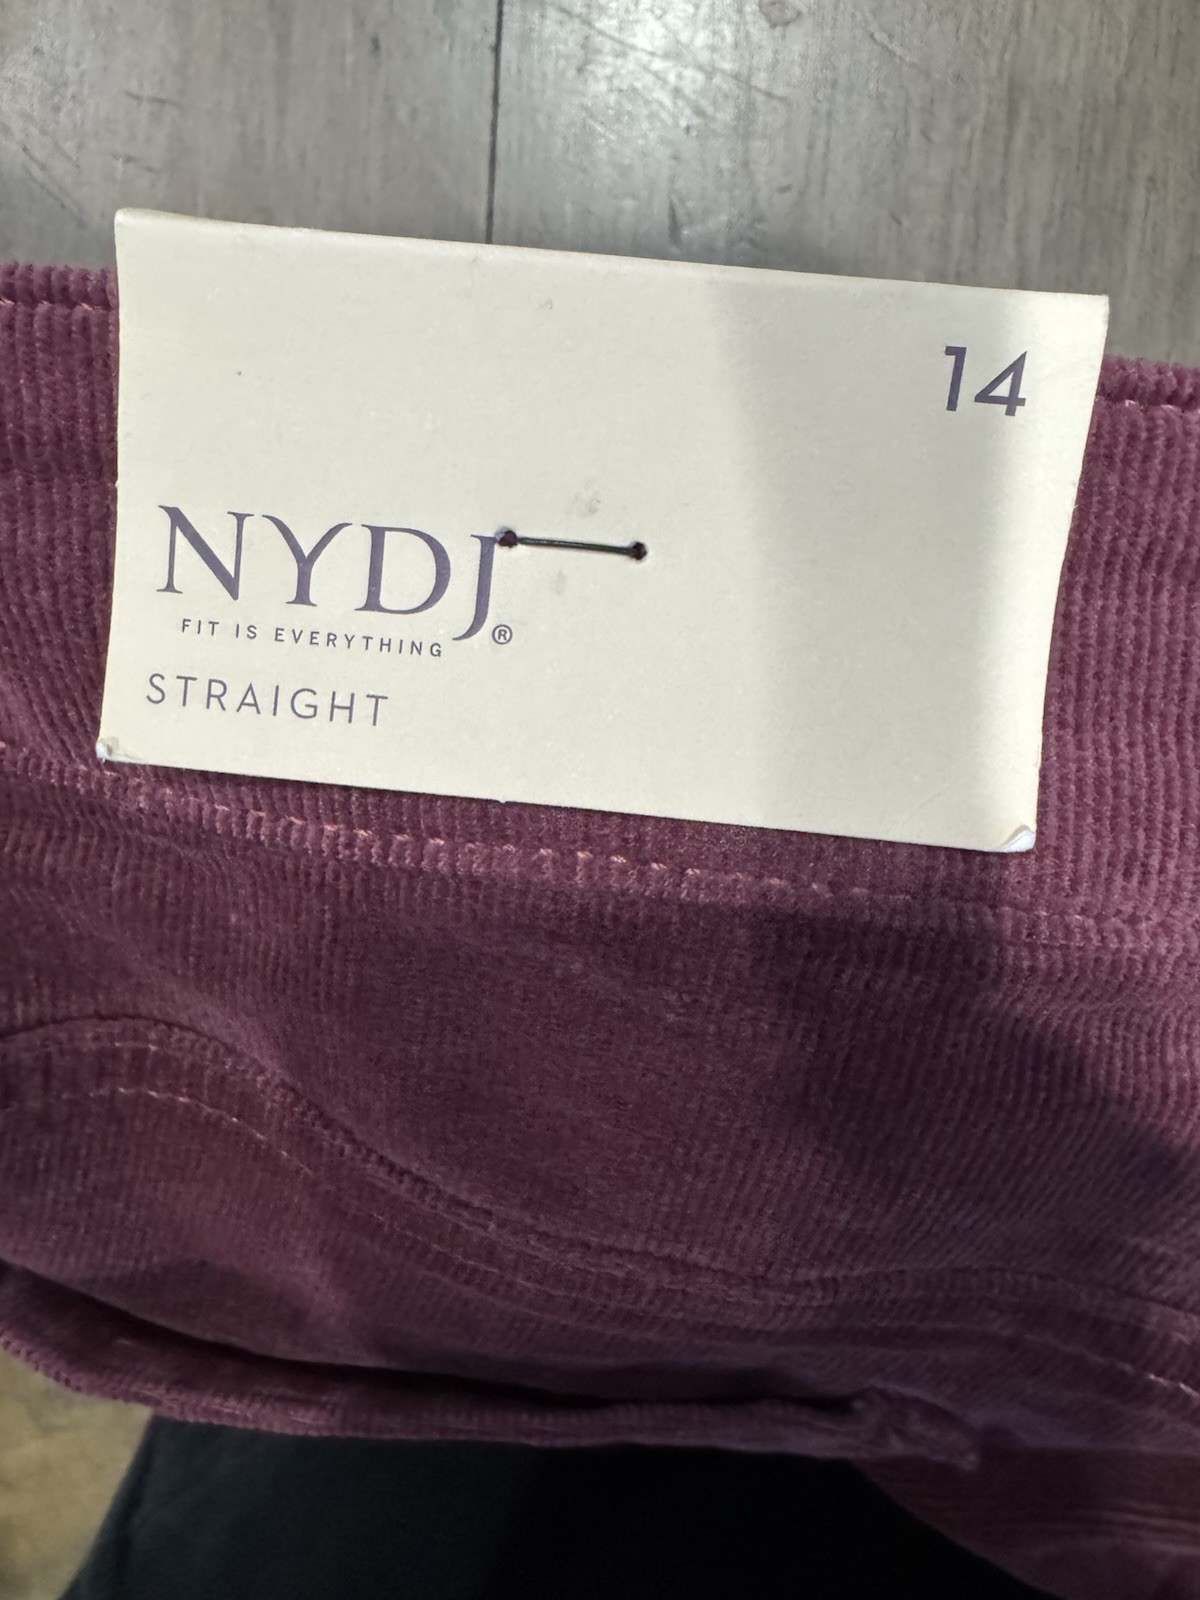 14
NYDJ®
FIT IS EVERYTHING
STRAIGHT